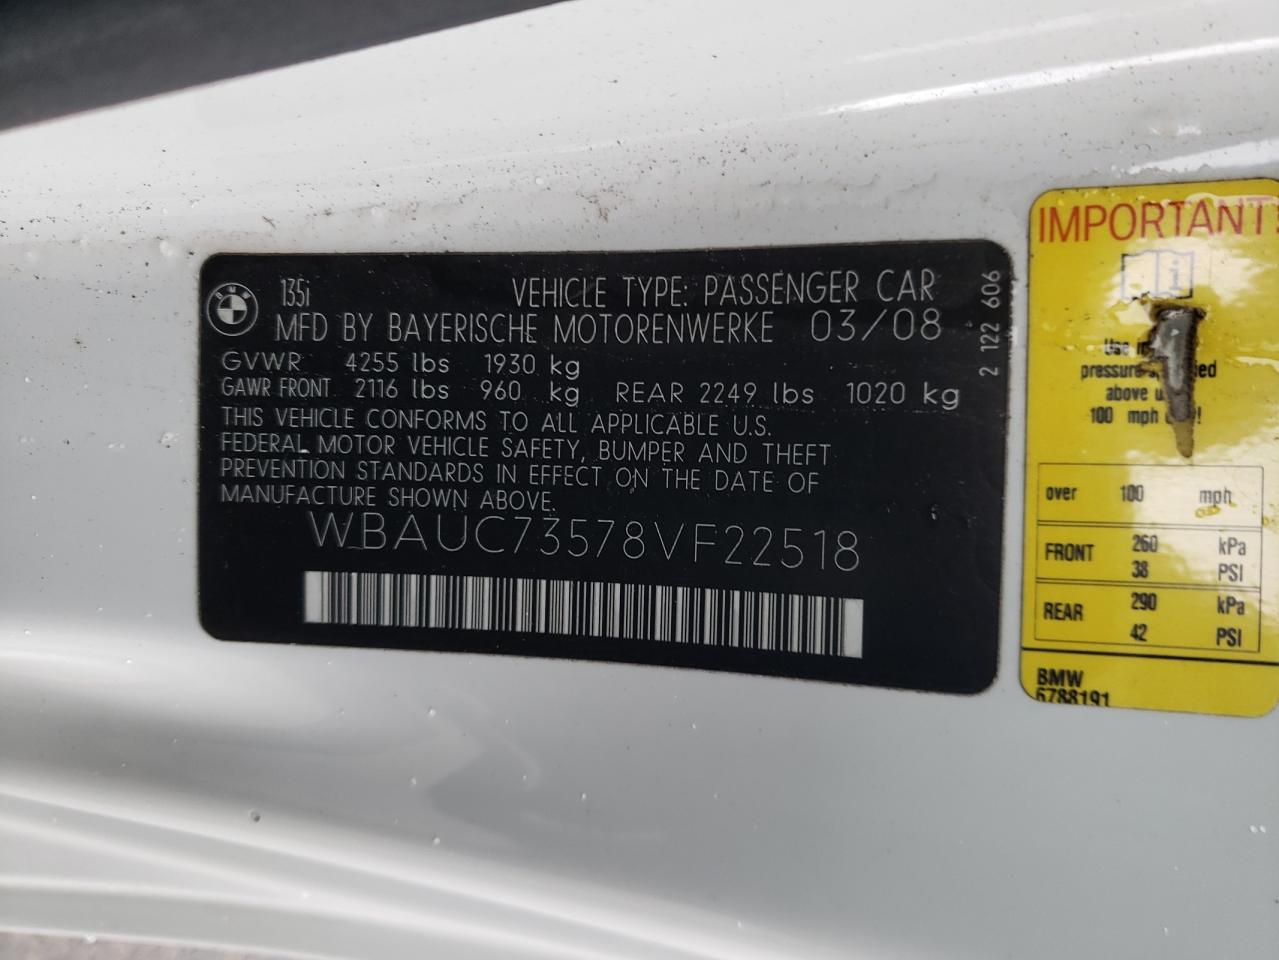 BMW
135i VEHICLE TYPE: PASSENGER CAR
MFD BY BAYERISCHE MOTORENWERKE 03/08
GVWR 4255 lbs 1930 kg
GAWR FRONT 2116 lbs 960 kg REAR 2249 lbs 1020 kg
THIS VEHICLE CONFORMS TO ALL APPLICABLE U.S.
FEDERAL MOTOR VEHICLE SAFETY, BUMPER AND THEFT
PREVENTION STANDARDS IN EFFECT ON THE DATE OF
MANUFACTURE SHOWN ABOVE.
WBAUC73578VF22518
2 122 606
IMPORTANT!
i
Use
pressure
above
100 mph
over 100 mph
FRONT 260 kPa
38 PSI
REAR 290 kPa
42 PSI
BMW
6788191